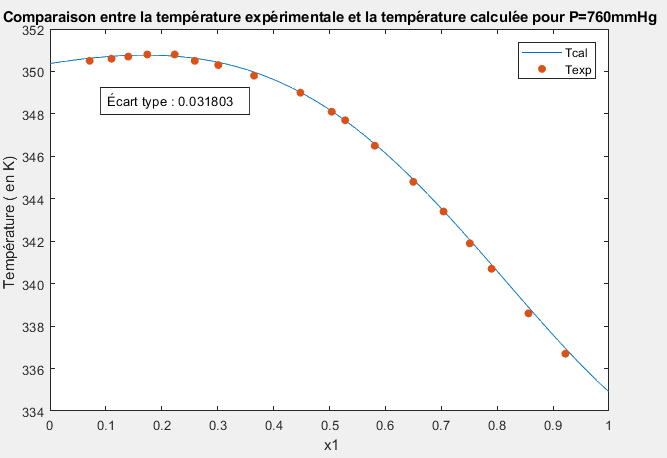 Comparaison entre la température expérimentale et la température calculée pour P=760mmHg
352
350
348
346
344
342
340
338
336
334
Température ( en K)
Écart type : 0.031803
Tcal
Texp
0 0.1 0.2 0.3 0.4 0.5 0.6 0.7 0.8 0.9 1
x1